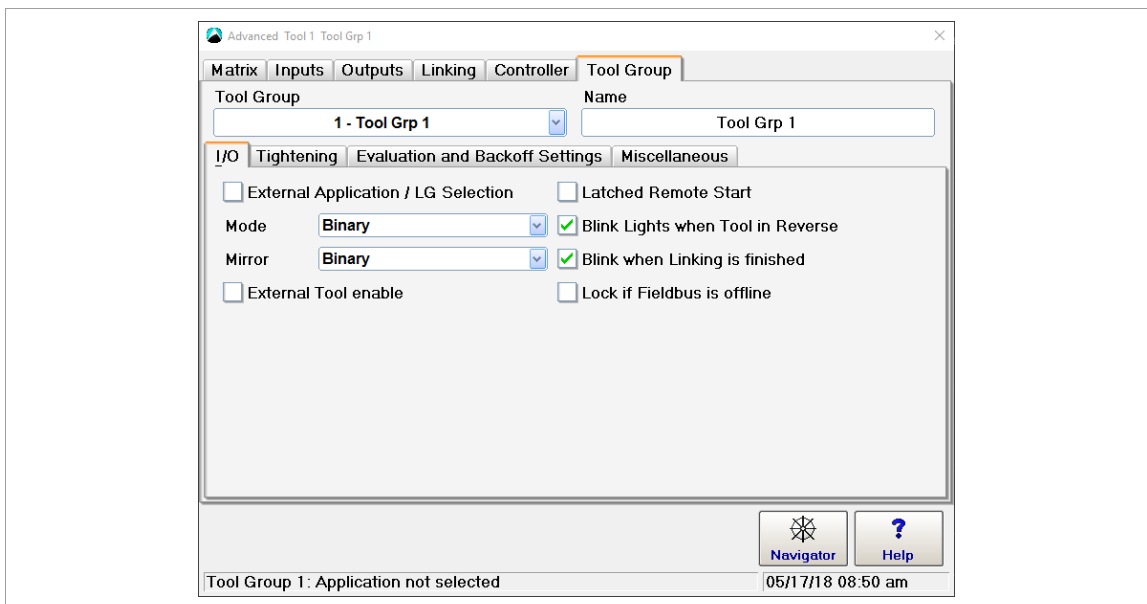 Advanced Tool 1 Tool Grp 1
Matrix Inputs Outputs Linking Controller Tool Group
Tool Group Name
1 - Tool Grp 1 Tool Grp 1
I/O Tightening Evaluation and Backoff Settings Miscellaneous
External Application / LG Selection Latched Remote Start
Mode Binary Blink Lights when Tool in Reverse
Mirror Binary Blink when Linking is finished
External Tool enable Lock if Fieldbus is offline
? 
Navigator Help
Tool Group 1: Application not selected 05/17/18 08:50 am